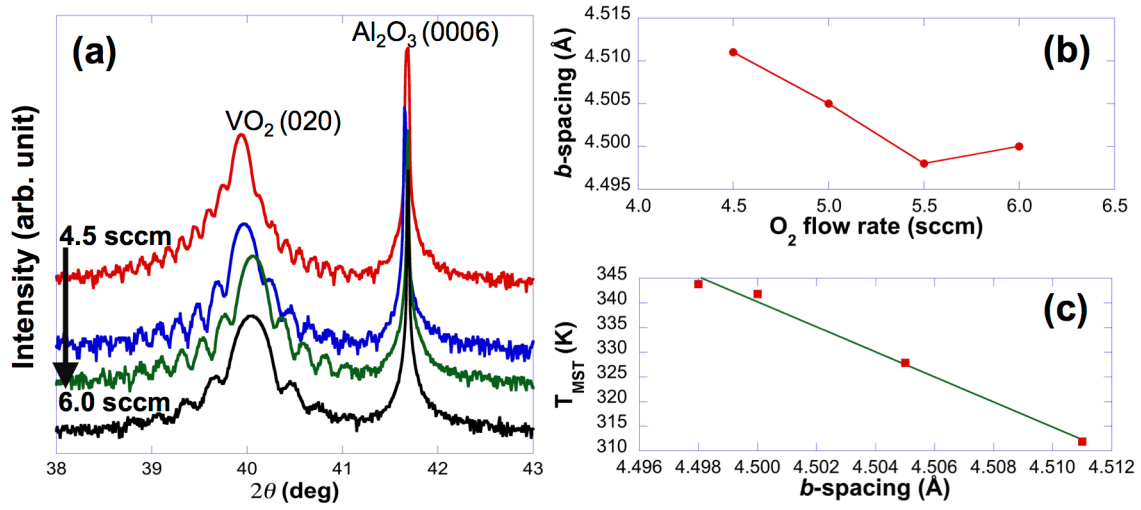 (a)
Al₂O₃ (0006)
VO₂ (020)
4.5 sccm
6.0 sccm
Intensity (arb. unit)
38 39 40 41 42 43
2θ (deg)
(b)
b-spacing (Å)
4.515
4.510
4.505
4.500
4.495
4.0 4.5 5.0 5.5 6.0 6.5
O₂ flow rate (sccm)
(c)
T_MST (K)
345
340
335
330
325
320
315
310
4.496 4.498 4.500 4.502 4.504 4.506 4.508 4.510 4.512
b-spacing (Å)